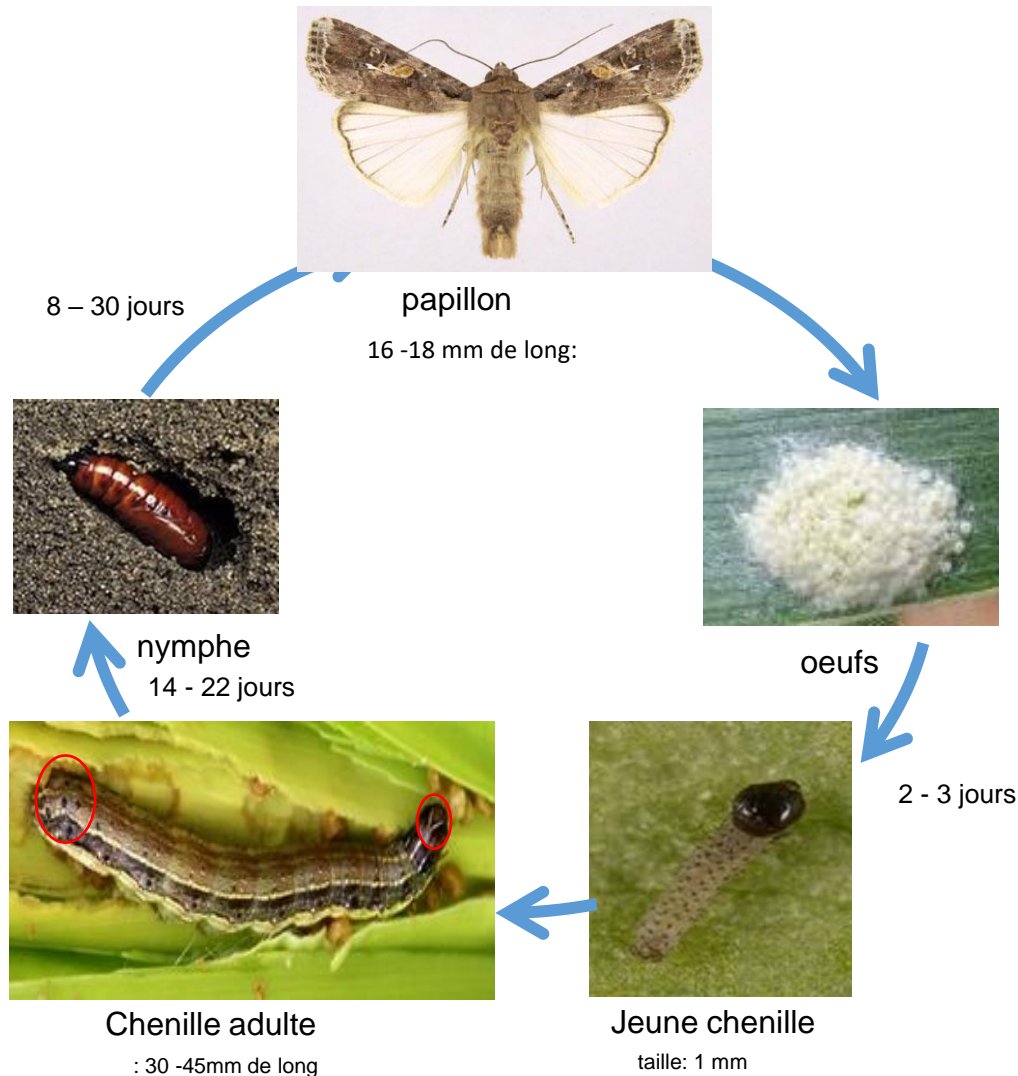 8 – 30 jours
papillon
16 -18 mm de long:
nymphe
14 - 22 jours
oeufs
2 - 3 jours
Chenille adulte
: 30 -45mm de long
Jeune chenille
taille: 1 mm